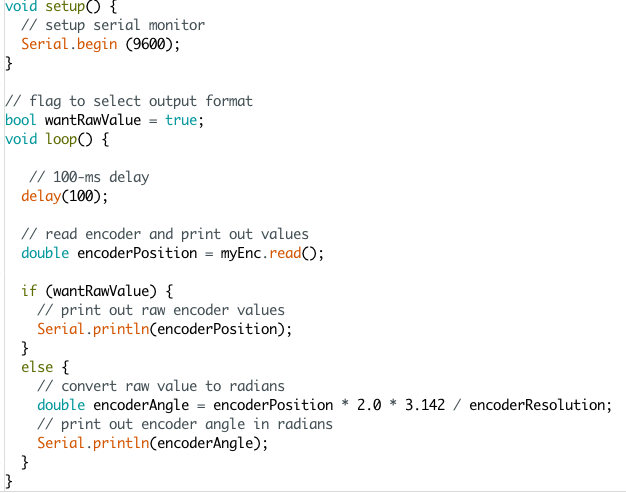 void setup() {
// setup serial monitor
Serial.begin (9600);
}
// flag to select output format
bool wantRawValue = true;
void loop() {
// 100-ms delay
delay(100);
// read encoder and print out values
double encoderPosition = myEnc.read();
if (wantRawValue) {
// print out raw encoder values
Serial.println(encoderPosition);
}
else {
// convert raw value to radians
double encoderAngle = encoderPosition * 2.0 * 3.142 / encoderResolution;
// print out encoder angle in radians
Serial.println(encoderAngle);
}
}